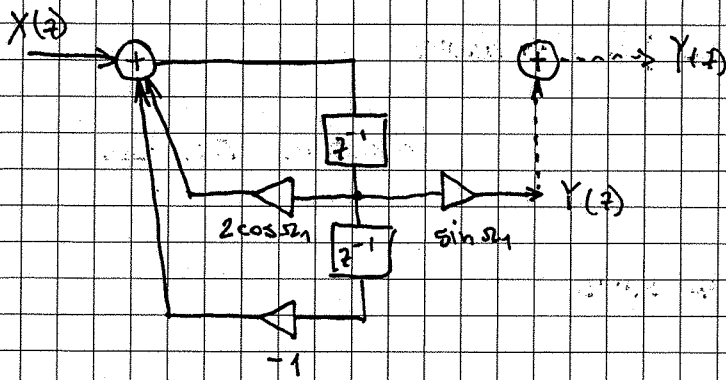 X(z)
+
+
Y(z)
z⁻¹
2cosΩ₁
sinΩ₁
Y(z)
z⁻¹
-1